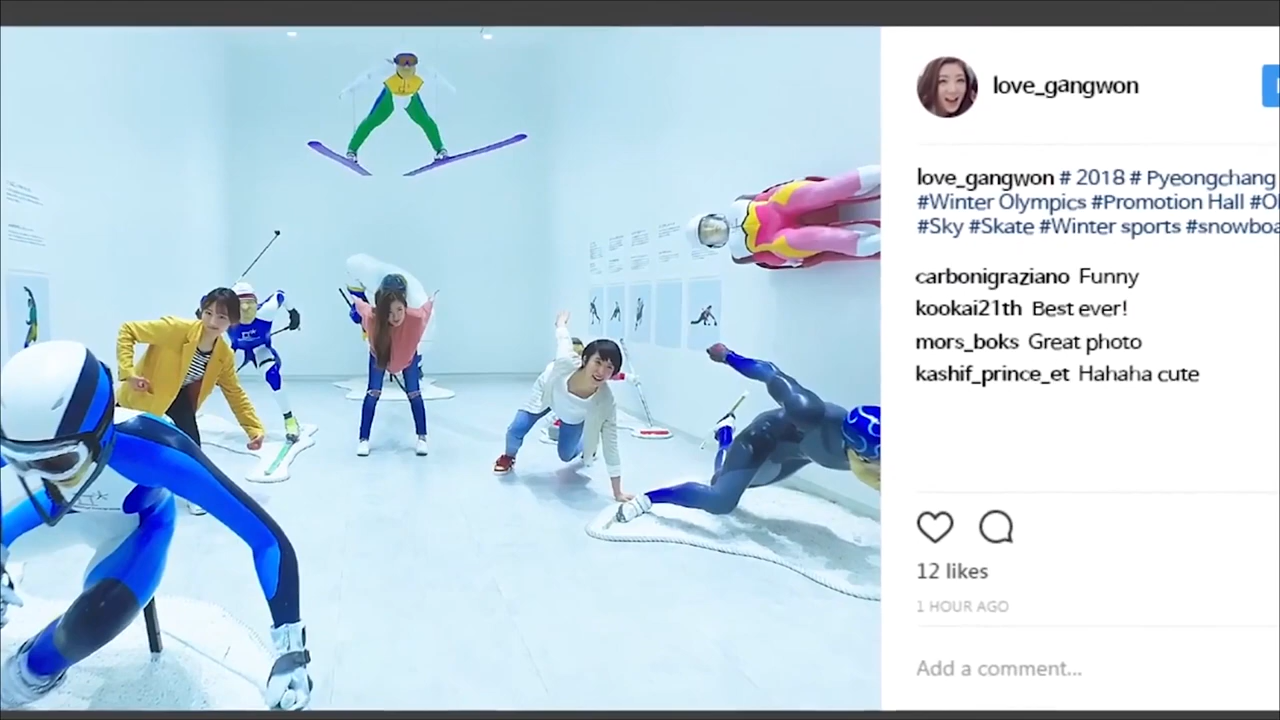 love_gangwon
love_gangwon # 2018 # Pyeongchang
#Winter Olympics #Promotion Hall
#Sky #Skate #Winter sports
carbonigraziano Funny
kookai21th Best ever!
mors_boks Great photo
kashif_prince_et Hahaha cute
12 likes
1 HOUR AGO
Add a comment...